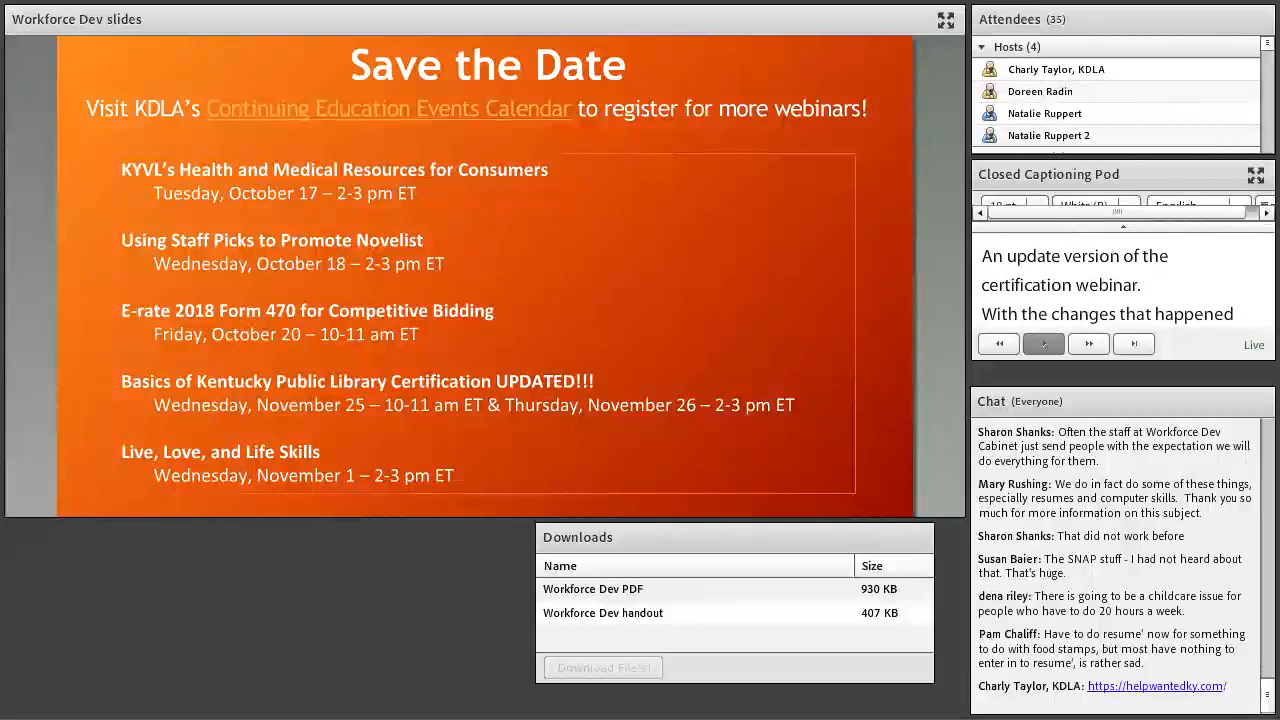 Workforce Dev slides
Save the Date
Visit KDLA's Continuing Education Events Calendar to register for more webinars!
KYVL's Health and Medical Resources for Consumers
Tuesday, October 17 – 2-3 pm ET
Using Staff Picks to Promote Novelist
Wednesday, October 18 – 2-3 pm ET
E-rate 2018 Form 470 for Competitive Bidding
Friday, October 20 – 10-11 am ET
Basics of Kentucky Public Library Certification UPDATED!!!
Wednesday, November 25 – 10-11 am ET & Thursday, November 26 – 2-3 pm ET
Live, Love, and Life Skills
Wednesday, November 1 – 2-3 pm ET
Downloads
Name Size
Workforce Dev PDF 930 KB
Workforce Dev handout 407 KB
Download File(s)
Attendees (35)
Hosts (4)
Charly Taylor, KDLA
Doreen Radin
Natalie Ruppert
Natalie Ruppert 2
Closed Captioning Pod
An update version of the
certification webinar.
With the changes that happened
Live
Chat (Everyone)
Sharon Shanks: Often the staff at Workforce Dev
Cabinet just send people with the expectation we will
do everything for them.
Mary Rushing: We do in fact do some of these things,
especially resumes and computer skills. Thank you so
much for more information on this subject.
Sharon Shanks: That did not work before
Susan Baier: The SNAP stuff - I had not heard about
that. That's huge.
dena riley: There is going to be a childcare issue for
people who have to do 20 hours a week.
Pam Chaliff: Have to do resume' now for something
to do with food stamps, but most have nothing to
enter in to resume', is rather sad.
Charly Taylor, KDLA: https://helpwantedky.com/